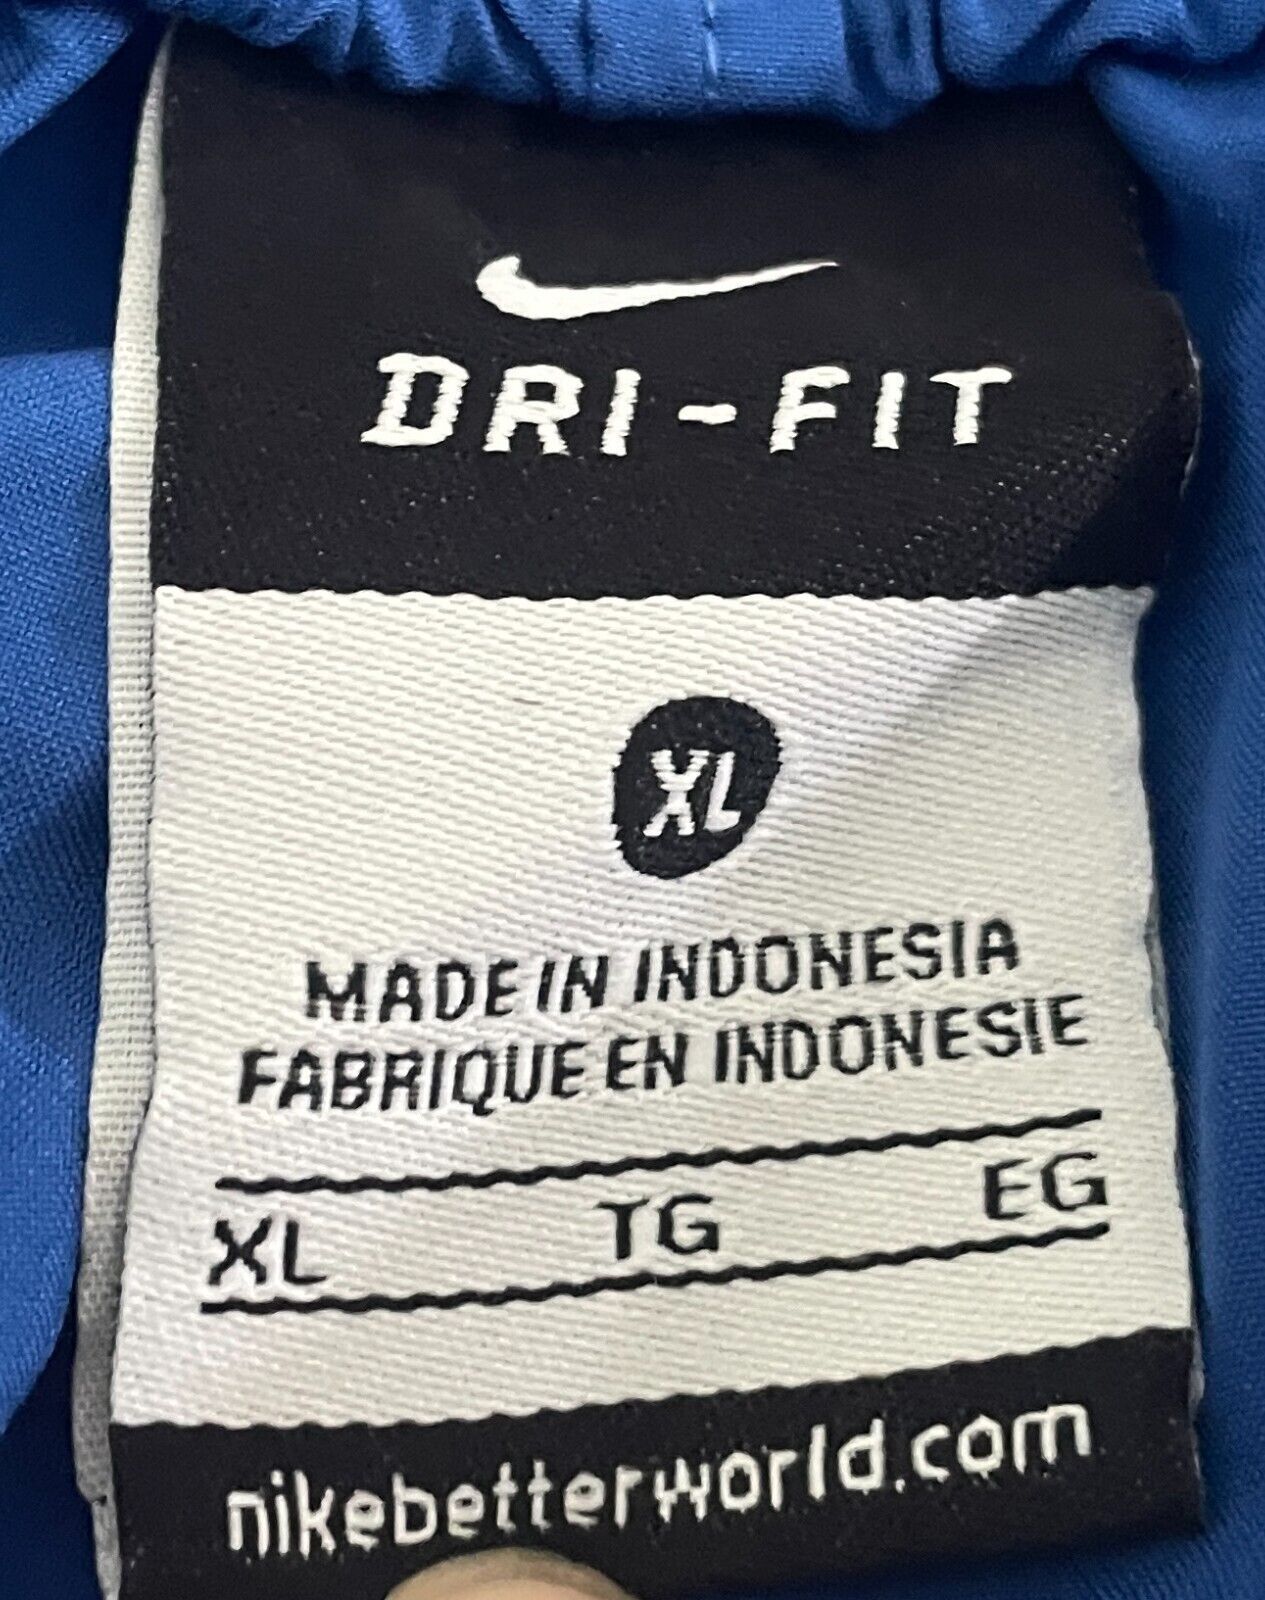 DRI-FIT
XL
MADE IN INDONESIA
FABRIQUE EN INDONESIE
XL TG EG
nikebetterworld.com